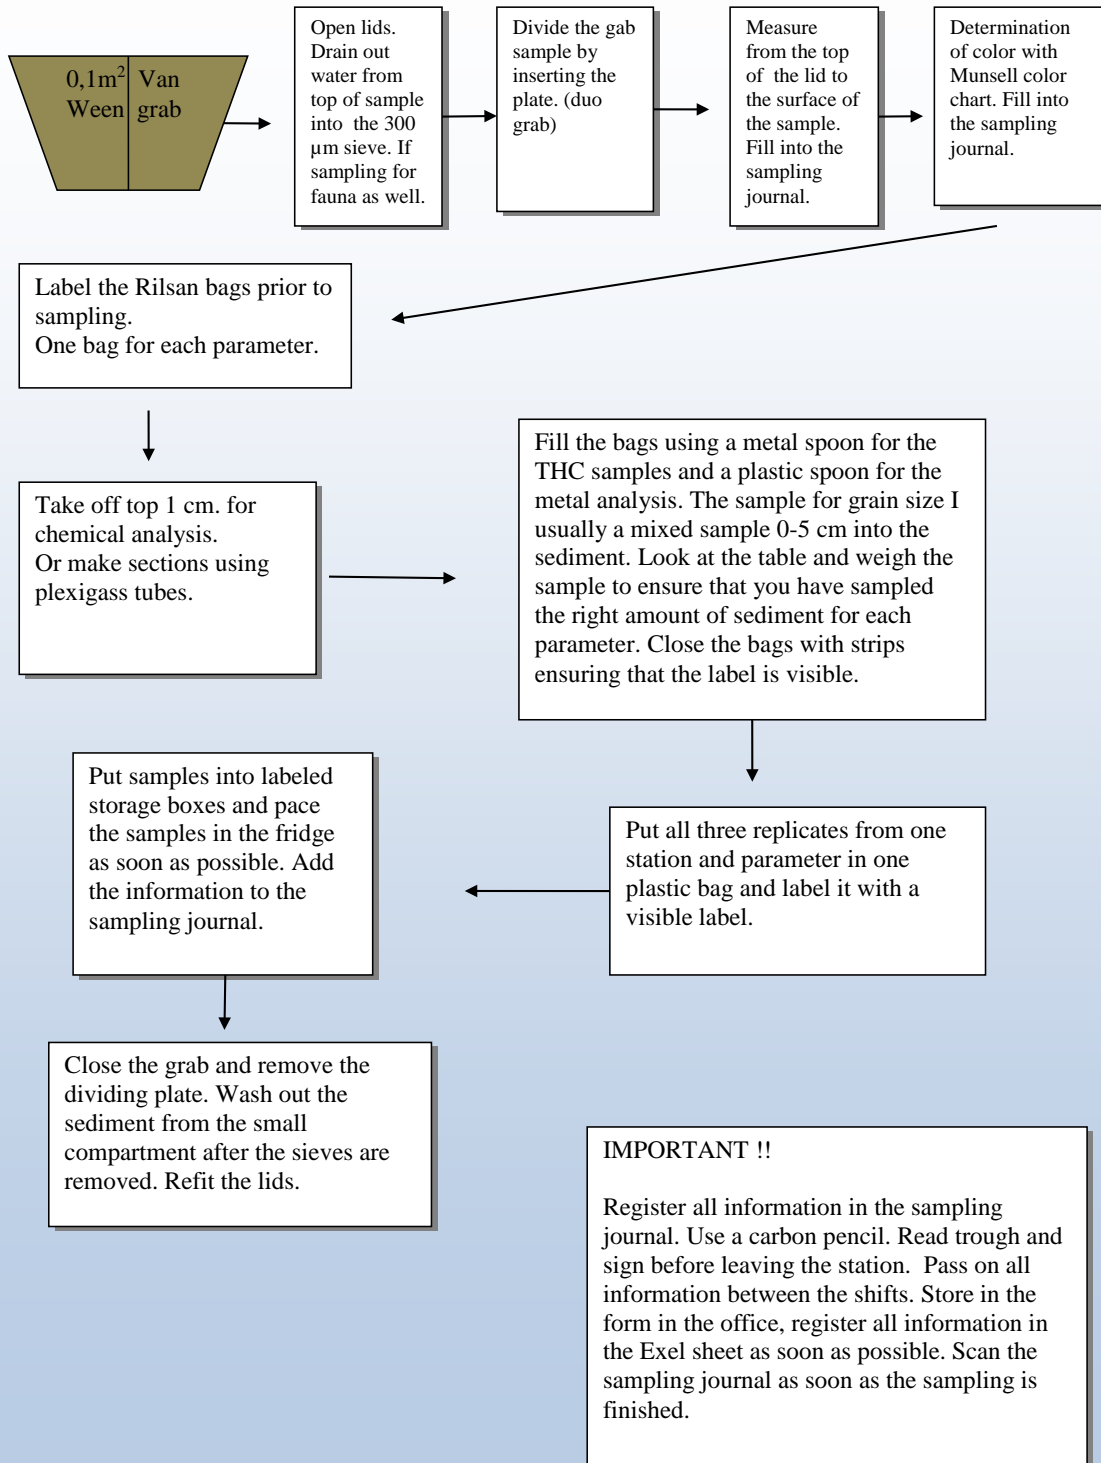 0,1m² Van
Ween grab
Open lids.
Drain out
water from
top of sample
into the 300
µm sieve. If
sampling for
fauna as well.
Divide the gab
sample by
inserting the
plate. (duo
grab)
Measure
from the top
of the lid to
the surface of
the sample.
Fill into the
sampling
journal.
Determination
of color with
Munsell color
chart. Fill into
the sampling
journal.
Label the Rilsan bags prior to
sampling.
One bag for each parameter.
Take off top 1 cm. for
chemical analysis.
Or make sections using
plexigass tubes.
Fill the bags using a metal spoon for the
THC samples and a plastic spoon for the
metal analysis. The sample for grain size I
usually a mixed sample 0-5 cm into the
sediment. Look at the table and weigh the
sample to ensure that you have sampled
the right amount of sediment for each
parameter. Close the bags with strips
ensuring that the label is visible.
Put all three replicates from one
station and parameter in one
plastic bag and label it with a
visible label.
Put samples into labeled
storage boxes and pace
the samples in the fridge
as soon as possible. Add
the information to the
sampling journal.
Close the grab and remove the
dividing plate. Wash out the
sediment from the small
compartment after the sieves are
removed. Refit the lids.
IMPORTANT !!
Register all information in the sampling
journal. Use a carbon pencil. Read trough and
sign before leaving the station. Pass on all
information between the shifts. Store in the
form in the office, register all information in
the Exel sheet as soon as possible. Scan the
sampling journal as soon as the sampling is
finished.